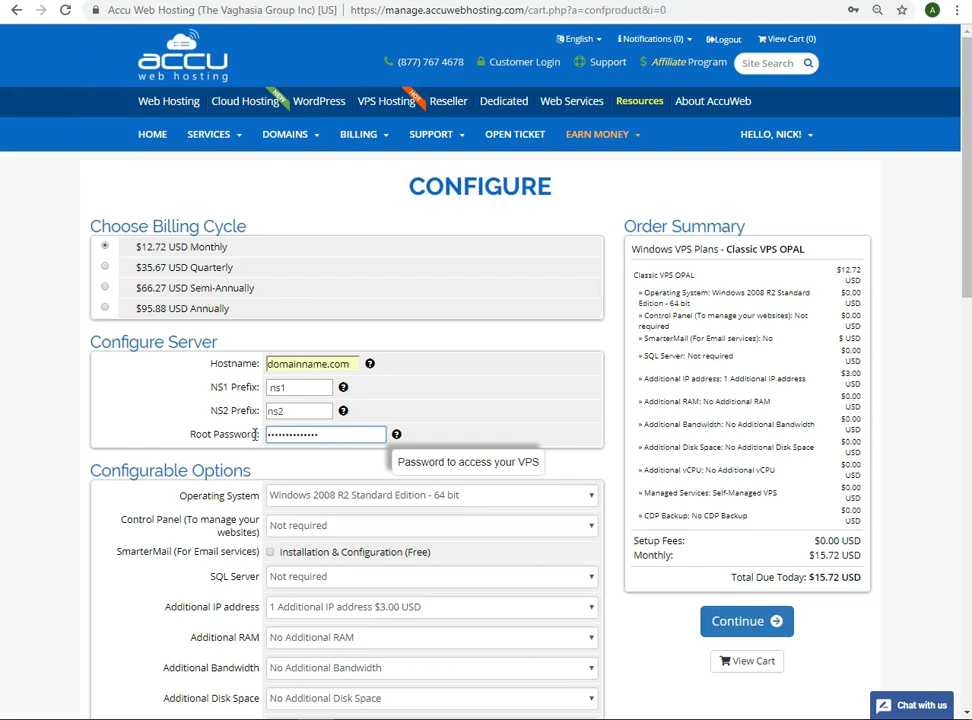 Accu Web Hosting (The Vaghasia Group Inc) [US] | https://manage.accuwebhosting.com/cart.php?a=confproduct&i=0
A
English Notifications (0) Logout View Cart (0)
ACCU
web hosting
(877) 767 4678 Customer Login Support $ Affiliate Program Site Search
Web Hosting Cloud Hosting NEW WordPress VPS Hosting HOT Reseller Dedicated Web Services Resources About AccuWeb
HOME SERVICES DOMAINS BILLING SUPPORT OPEN TICKET EARN MONEY HELLO, NICK!
CONFIGURE
Choose Billing Cycle
$12.72 USD Monthly
$35.67 USD Quarterly
$66.27 USD Semi-Annually
$95.88 USD Annually
Configure Server
Hostname: domainname.com ?
NS1 Prefix: ns1 ?
NS2 Prefix: ns2 ?
Root Password: •••••••••••••• ?
Password to access your VPS
Configurable Options
Operating System Windows 2008 R2 Standard Edition - 64 bit
Control Panel (To manage your websites) Not required
SmarterMail (For Email services) Installation & Configuration (Free)
SQL Server Not required
Additional IP address 1 Additional IP address $3.00 USD
Additional RAM No Additional RAM
Additional Bandwidth No Additional Bandwidth
Additional Disk Space No Additional Disk Space
Order Summary
Windows VPS Plans - Classic VPS OPAL
Classic VPS OPAL $12.72 USD
» Operating System: Windows 2008 R2 Standard Edition - 64 bit $0.00 USD
» Control Panel (To manage your websites): Not required $0.00 USD
» SmarterMail (For Email services): No $ USD
» SQL Server: Not required $0.00 USD
» Additional IP address: 1 Additional IP address $3.00 USD
» Additional RAM: No Additional RAM $0.00 USD
» Additional Bandwidth: No Additional Bandwidth $0.00 USD
» Additional Disk Space: No Additional Disk Space $0.00 USD
» Additional vCPU: No Additional vCPU $0.00 USD
» Managed Services: Self-Managed VPS $0.00 USD
» CDP Backup: No CDP Backup $0.00 USD
Setup Fees: $0.00 USD
Monthly: $15.72 USD
Total Due Today: $15.72 USD
Continue
View Cart
Chat with us